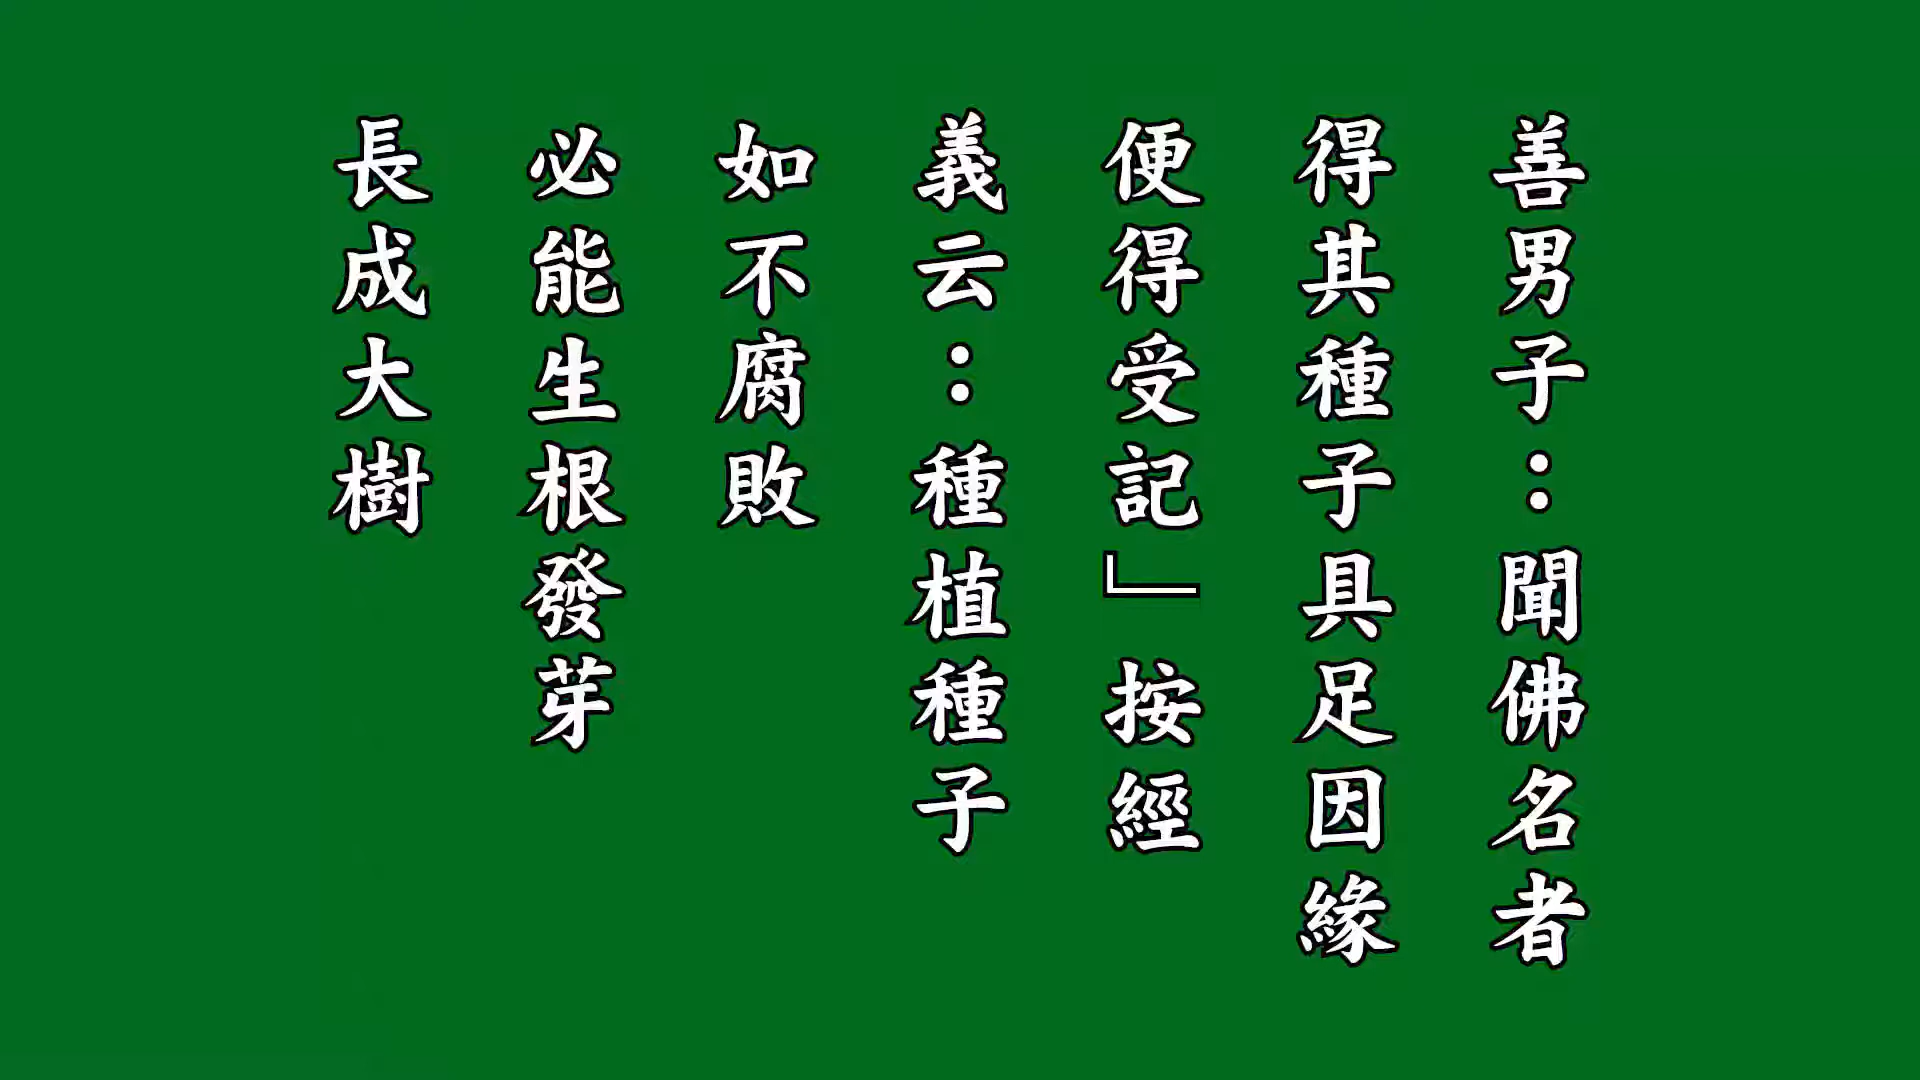 善男子：聞佛名者
得其種子具足因緣
便得受記』按經
義云：種植種子
如不腐敗
必能生根發芽
長成大樹